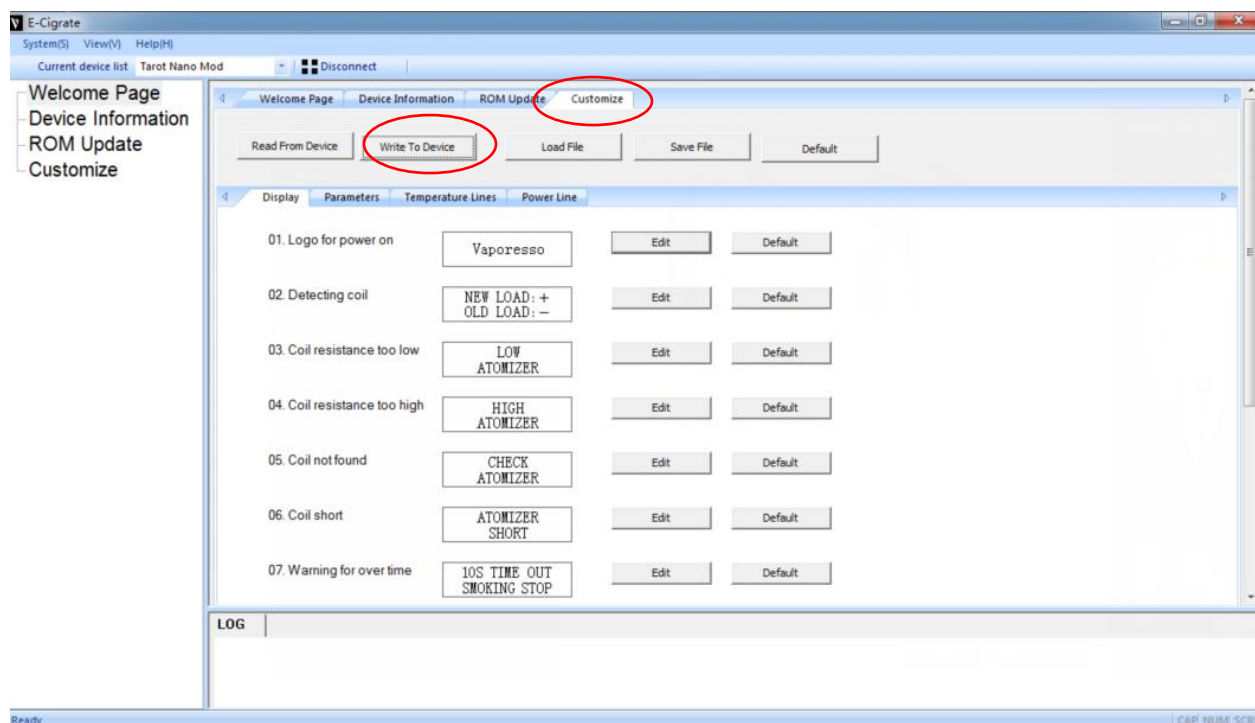 E-Cigrate
System(S) View(V) Help(H)
Current device list Tarot Nano Mod Disconnect
Welcome Page
Device Information
ROM Update
Customize
Welcome Page Device Information ROM Update Customize
Read From Device Write To Device Load File Save File Default
Display Parameters Temperature Lines Power Line
01. Logo for power on Vaporesso Edit Default
02. Detecting coil NEW LOAD: + Edit Default
OLD LOAD: —
03. Coil resistance too low LOW Edit Default
ATOMIZER
04. Coil resistance too high HIGH Edit Default
ATOMIZER
05. Coil not found CHECK Edit Default
ATOMIZER
06. Coil short ATOMIZER Edit Default
SHORT
07. Warning for over time 10S TIME OUT Edit Default
SMOKING STOP
LOG
Ready CAP NUM SCR